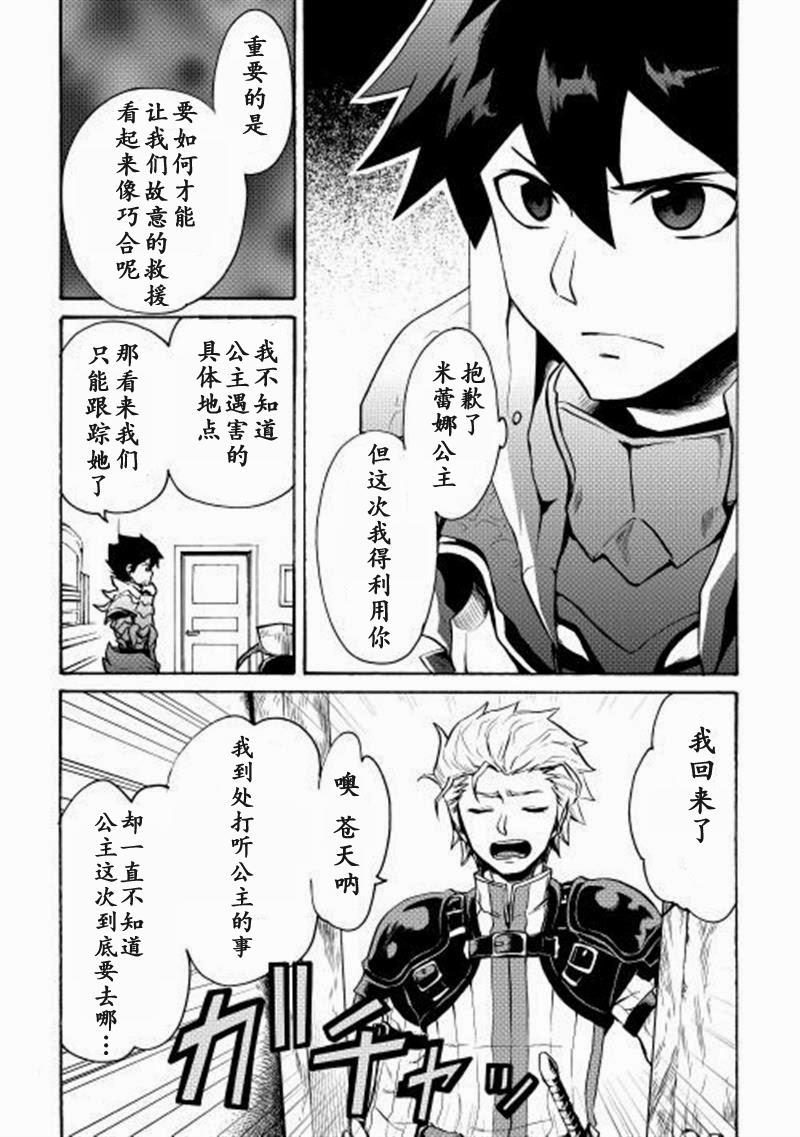 抱歉了
米蕾娜公主
但这次我得利用你
重要的是
要如何才能
让我们故意的救援
看起来像巧合呢
我不知道
公主遇害的
具体地点
那看来我们
只能跟踪她了
我回来了
噢 苍天呐
我到处打听公主的事
却一直不知道
公主这次到底要去哪…
ガチャッ